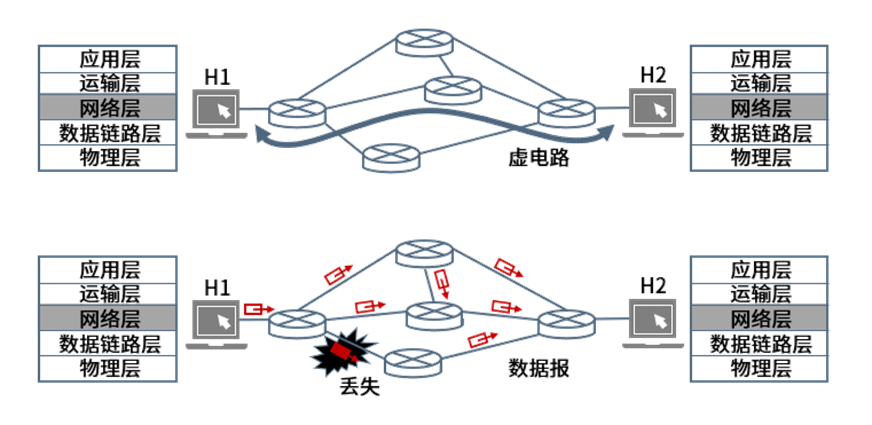 应用层
运输层
网络层
数据链路层
物理层
H1
H2
虚电路
应用层
运输层
网络层
数据链路层
物理层
应用层
运输层
网络层
数据链路层
物理层
H1
丢失
H2
数据报
应用层
运输层
网络层
数据链路层
物理层